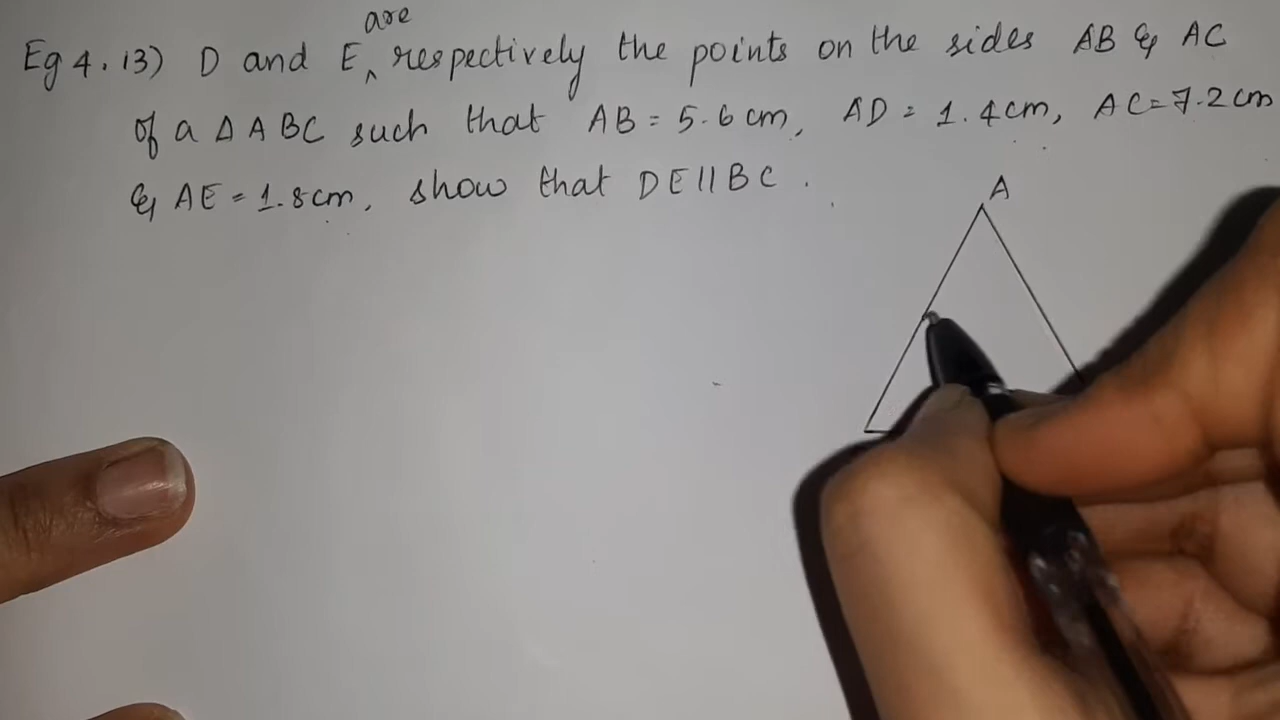 Eg 4.13) D and E are respectively the points on the sides AB & AC
of a Δ ABC such that AB = 5.6 cm, AD = 1.4 cm, AC = 7.2 cm
& AE = 1.8 cm, show that DE || BC.
A